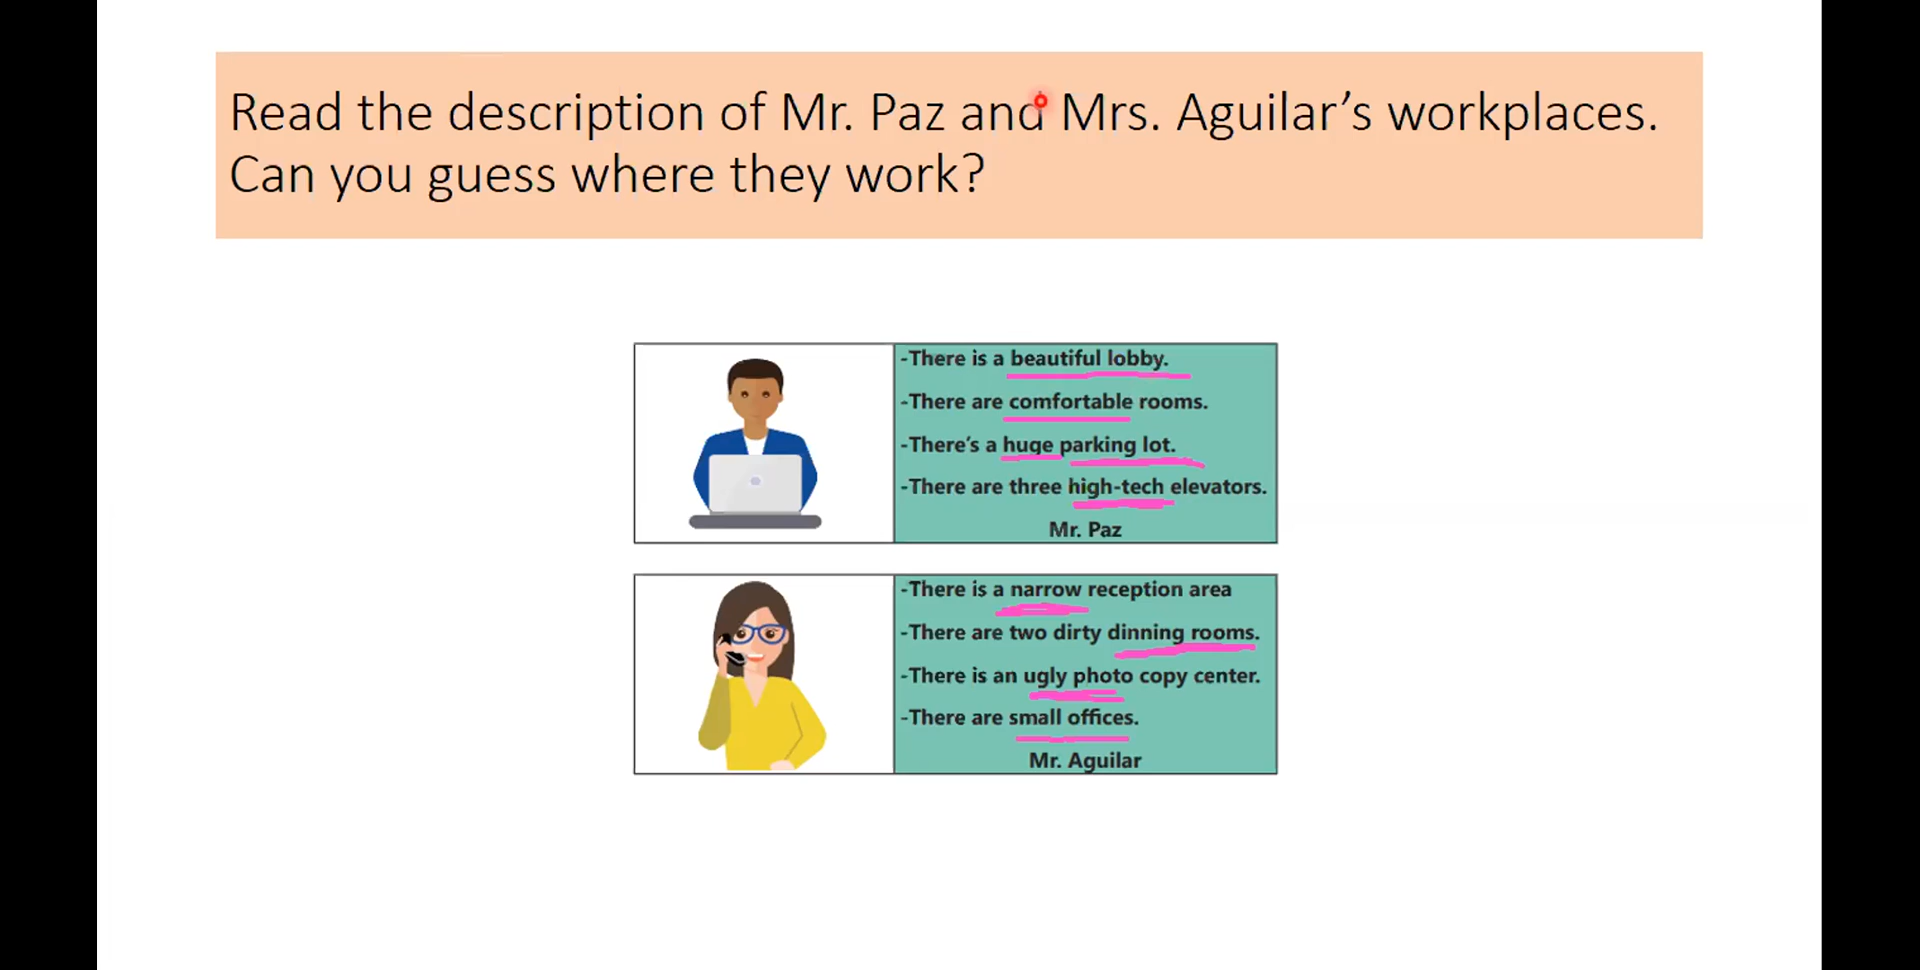 Read the description of Mr. Paz and Mrs. Aguilar’s workplaces.
Can you guess where they work?
-There is a beautiful lobby.
-There are comfortable rooms.
-There’s a huge parking lot.
-There are three high-tech elevators.
Mr. Paz
-There is a narrow reception area
-There are two dirty dinning rooms.
-There is an ugly photo copy center.
-There are small offices.
Mr. Aguilar